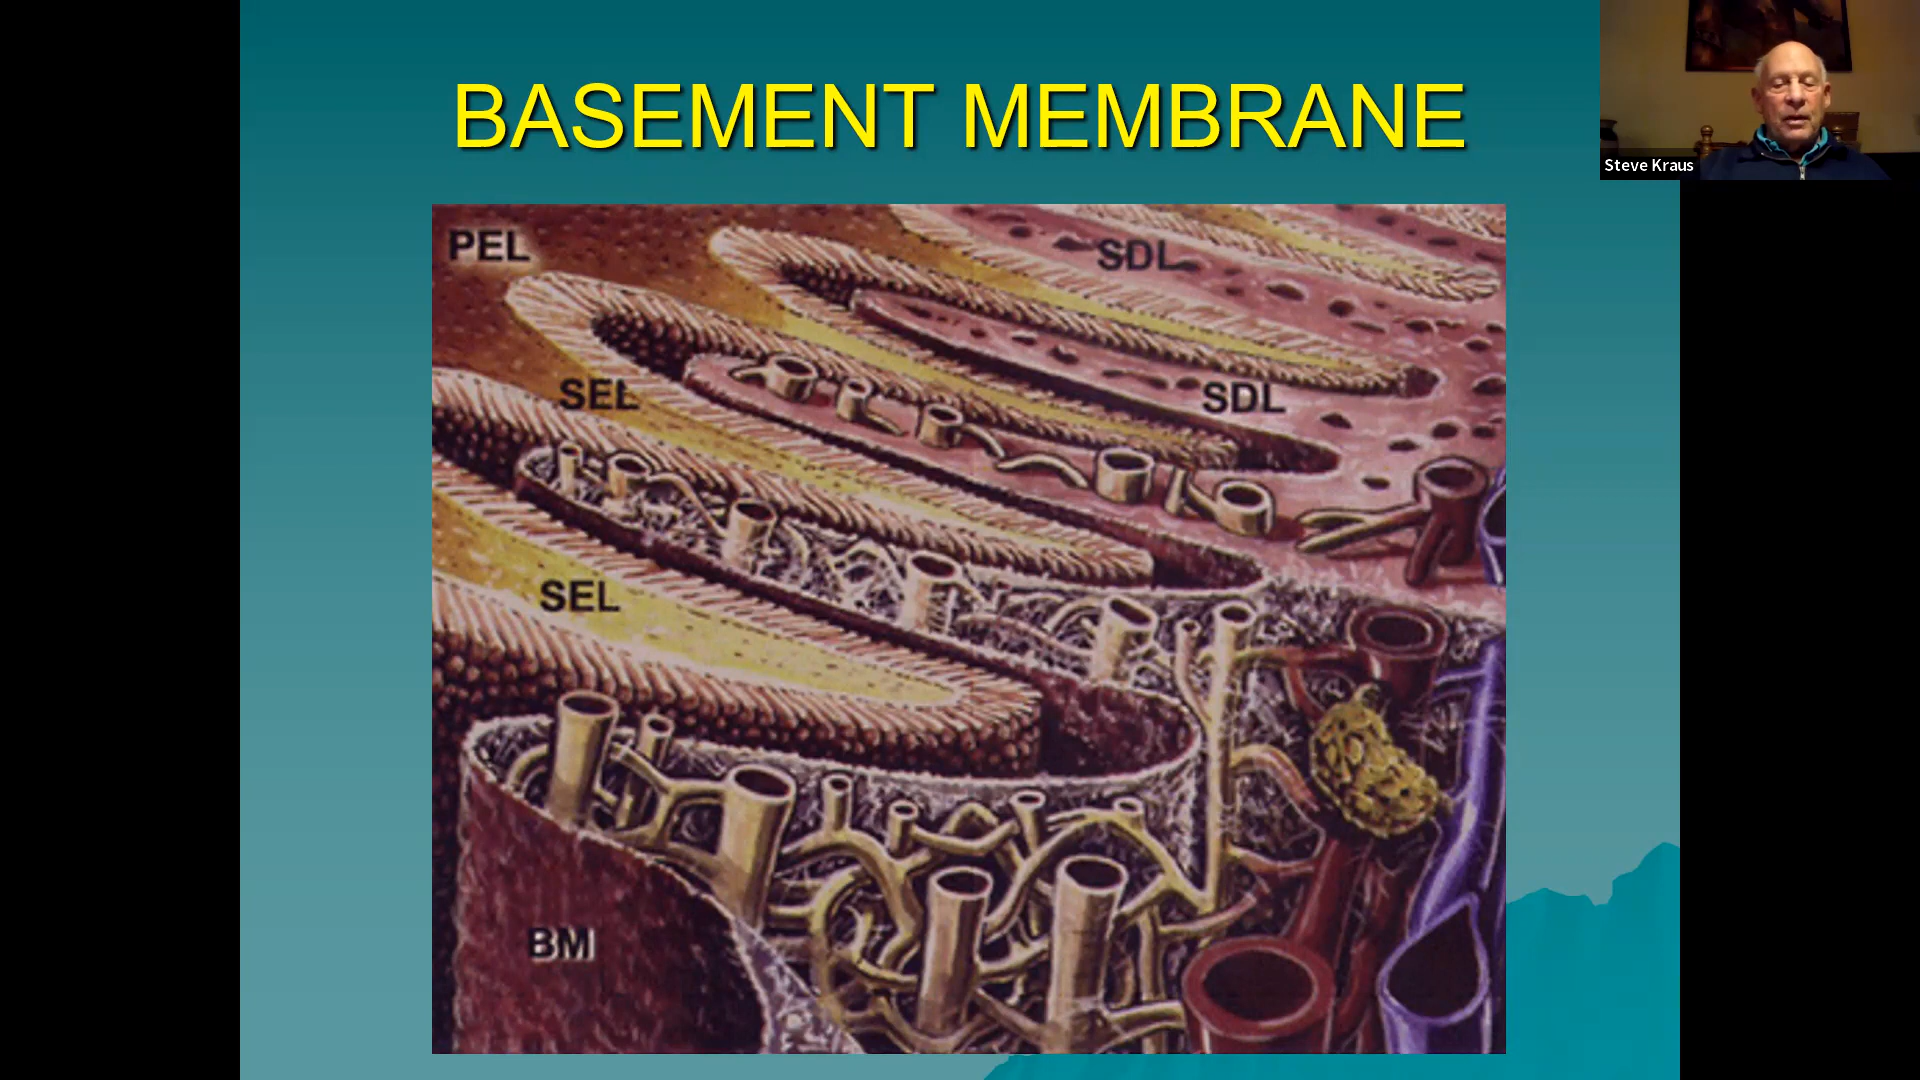 BASEMENT MEMBRANE
Steve Kraus
PEL
SDL
SEL
SDL
SEL
BM